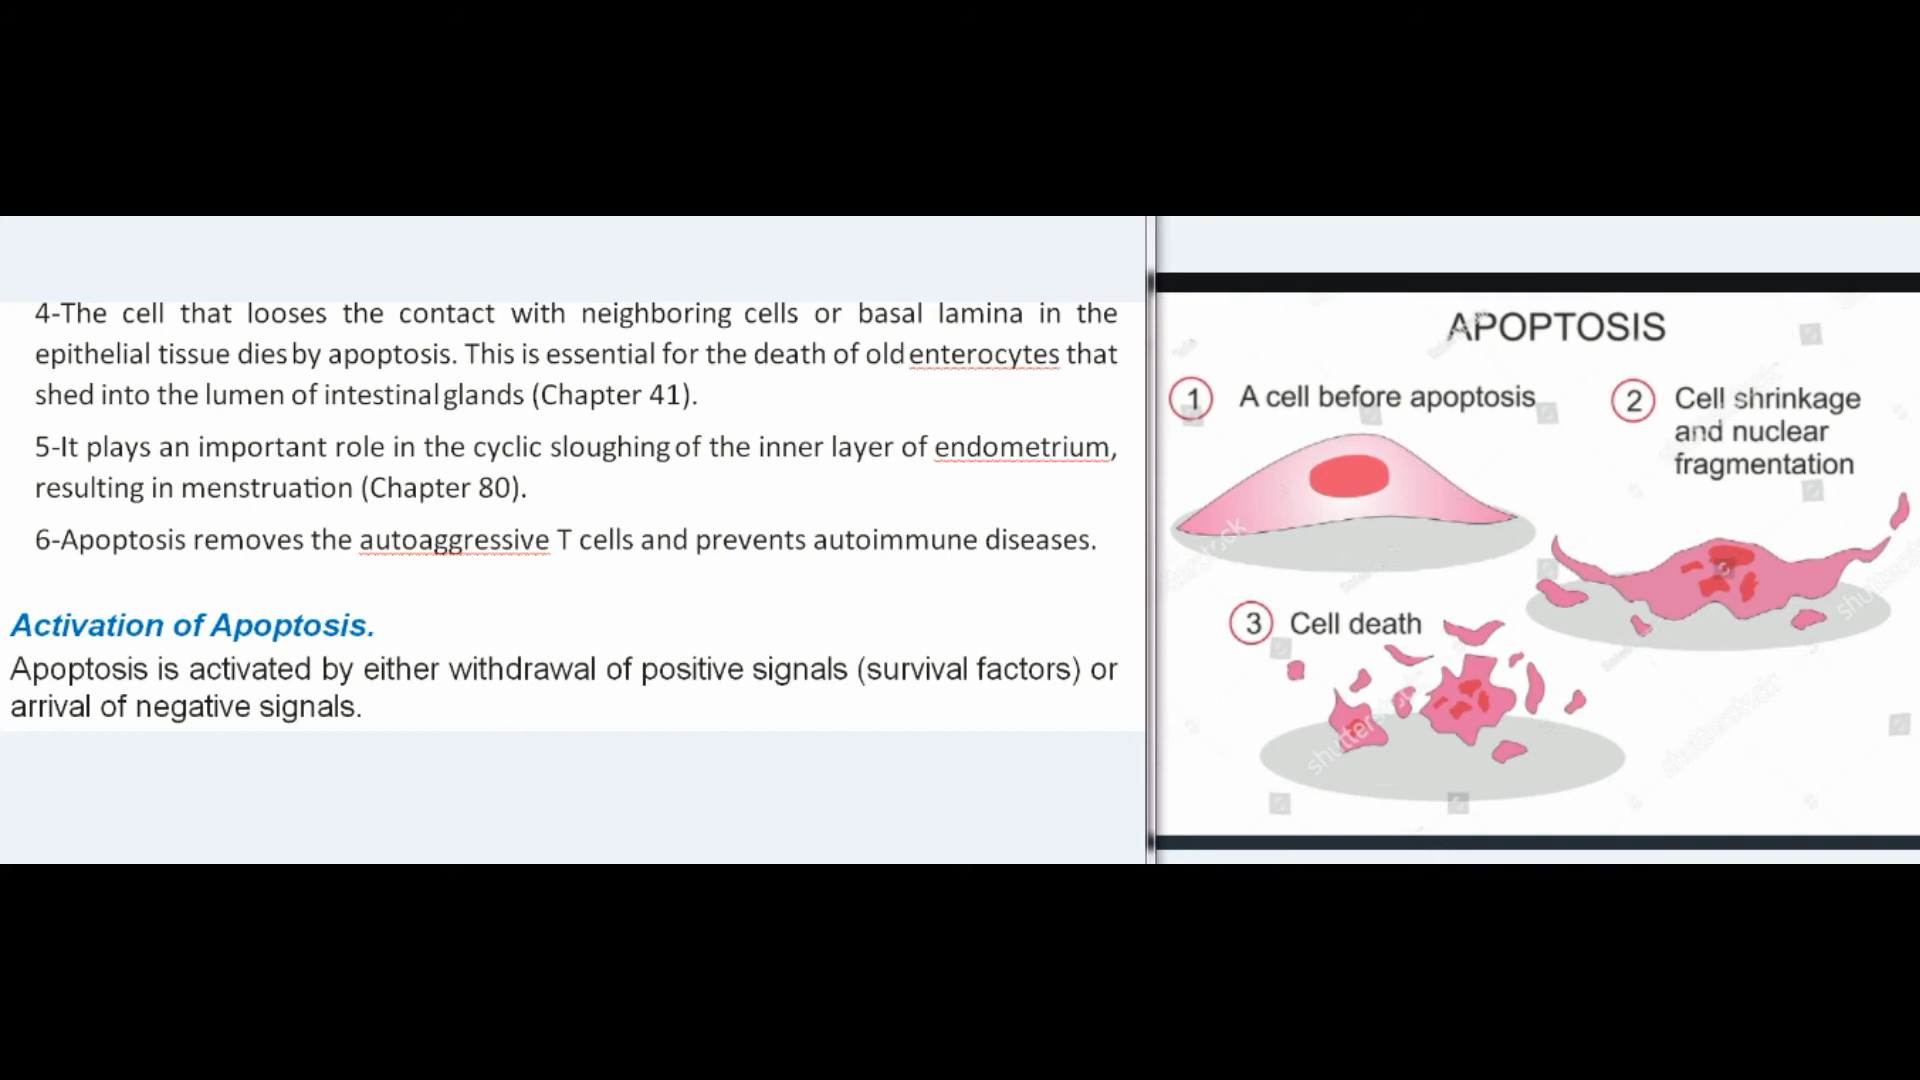 4-The cell that looses the contact with neighboring cells or basal lamina in the
epithelial tissue dies by apoptosis. This is essential for the death of old enterocytes that
shed into the lumen of intestinal glands (Chapter 41).
5-It plays an important role in the cyclic sloughing of the inner layer of endometrium,
resulting in menstruation (Chapter 80).
6-Apoptosis removes the autoaggressive T cells and prevents autoimmune diseases.
Activation of Apoptosis.
Apoptosis is activated by either withdrawal of positive signals (survival factors) or
arrival of negative signals.
APOPTOSIS
1 A cell before apoptosis
2 Cell shrinkage
and nuclear
fragmentation
3 Cell death
shutterstock
shutterstock
shutterstock
shutterstock